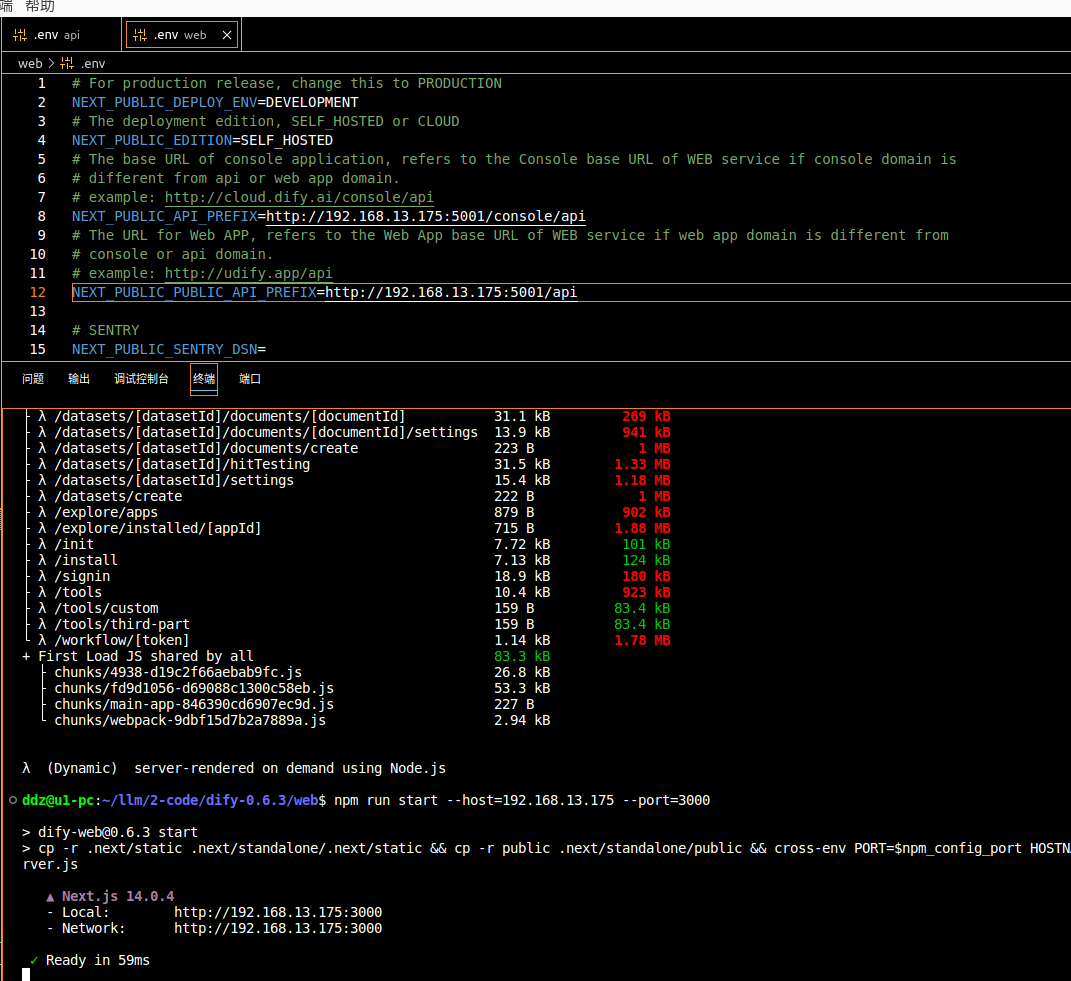 端 帮助
.env api
.env web ×
web > .env
1 # For production release, change this to PRODUCTION
2 NEXT_PUBLIC_DEPLOY_ENV=DEVELOPMENT
3 # The deployment edition, SELF_HOSTED or CLOUD
4 NEXT_PUBLIC_EDITION=SELF_HOSTED
5 # The base URL of console application, refers to the Console base URL of WEB service if console domain is
6 # different from api or web app domain.
7 # example: http://cloud.dify.ai/console/api
8 NEXT_PUBLIC_API_PREFIX=http://192.168.13.175:5001/console/api
9 # The URL for Web APP, refers to the Web App base URL of WEB service if web app domain is different from
10 # console or api domain.
11 # example: http://udify.app/api
12 NEXT_PUBLIC_PUBLIC_API_PREFIX=http://192.168.13.175:5001/api
13
14 # SENTRY
15 NEXT_PUBLIC_SENTRY_DSN=
问题 输出 调试控制台 终端 端口
├ λ /datasets/[datasetId]/documents/[documentId] 31.1 kB 269 kB
├ λ /datasets/[datasetId]/documents/[documentId]/settings 13.9 kB 941 kB
├ λ /datasets/[datasetId]/documents/create 223 B 1 MB
├ λ /datasets/[datasetId]/hitTesting 31.5 kB 1.33 MB
├ λ /datasets/[datasetId]/settings 15.4 kB 1.18 MB
├ λ /datasets/create 222 B 1 MB
├ λ /explore/apps 879 B 902 kB
├ λ /explore/installed/[appId] 715 B 1.88 MB
├ λ /init 7.72 kB 101 kB
├ λ /install 7.13 kB 124 kB
├ λ /signin 18.9 kB 180 kB
├ λ /tools 10.4 kB 923 kB
├ λ /tools/custom 159 B 83.4 kB
├ λ /tools/third-part 159 B 83.4 kB
└ λ /workflow/[token] 1.14 kB 1.78 MB
+ First Load JS shared by all 83.3 kB
├ chunks/4938-d19c2f66aebab9fc.js 26.8 kB
├ chunks/fd9d1056-d69088c1300c58eb.js 53.3 kB
├ chunks/main-app-846390cd6907ec9d.js 227 B
└ chunks/webpack-9dbf15d7b2a7889a.js 2.94 kB
λ (Dynamic) server-rendered on demand using Node.js
ddz@u1-pc:~/llm/2-code/dify-0.6.3/web$ npm run start --host=192.168.13.175 --port=3000
> dify-web@0.6.3 start
> cp -r .next/static .next/standalone/.next/static && cp -r public .next/standalone/public && cross-env PORT=$npm_config_port HOSTN
rver.js
▲ Next.js 14.0.4
- Local: http://192.168.13.175:3000
- Network: http://192.168.13.175:3000
✓ Ready in 59ms